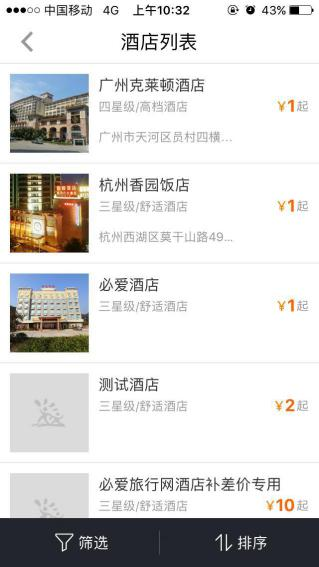 中国移动 4G 上午10:32 43%
酒店列表
广州克莱顿酒店
四星级/高档酒店
¥1起
广州市天河区员村四横...
杭州香园饭店
三星级/舒适酒店
¥1起
杭州西湖区莫干山路49...
必爱酒店
三星级/舒适酒店
¥1起
测试酒店
三星级/舒适酒店
¥2起
必爱旅行网酒店补差价专用
三星级/舒适酒店
¥10起
筛选 排序